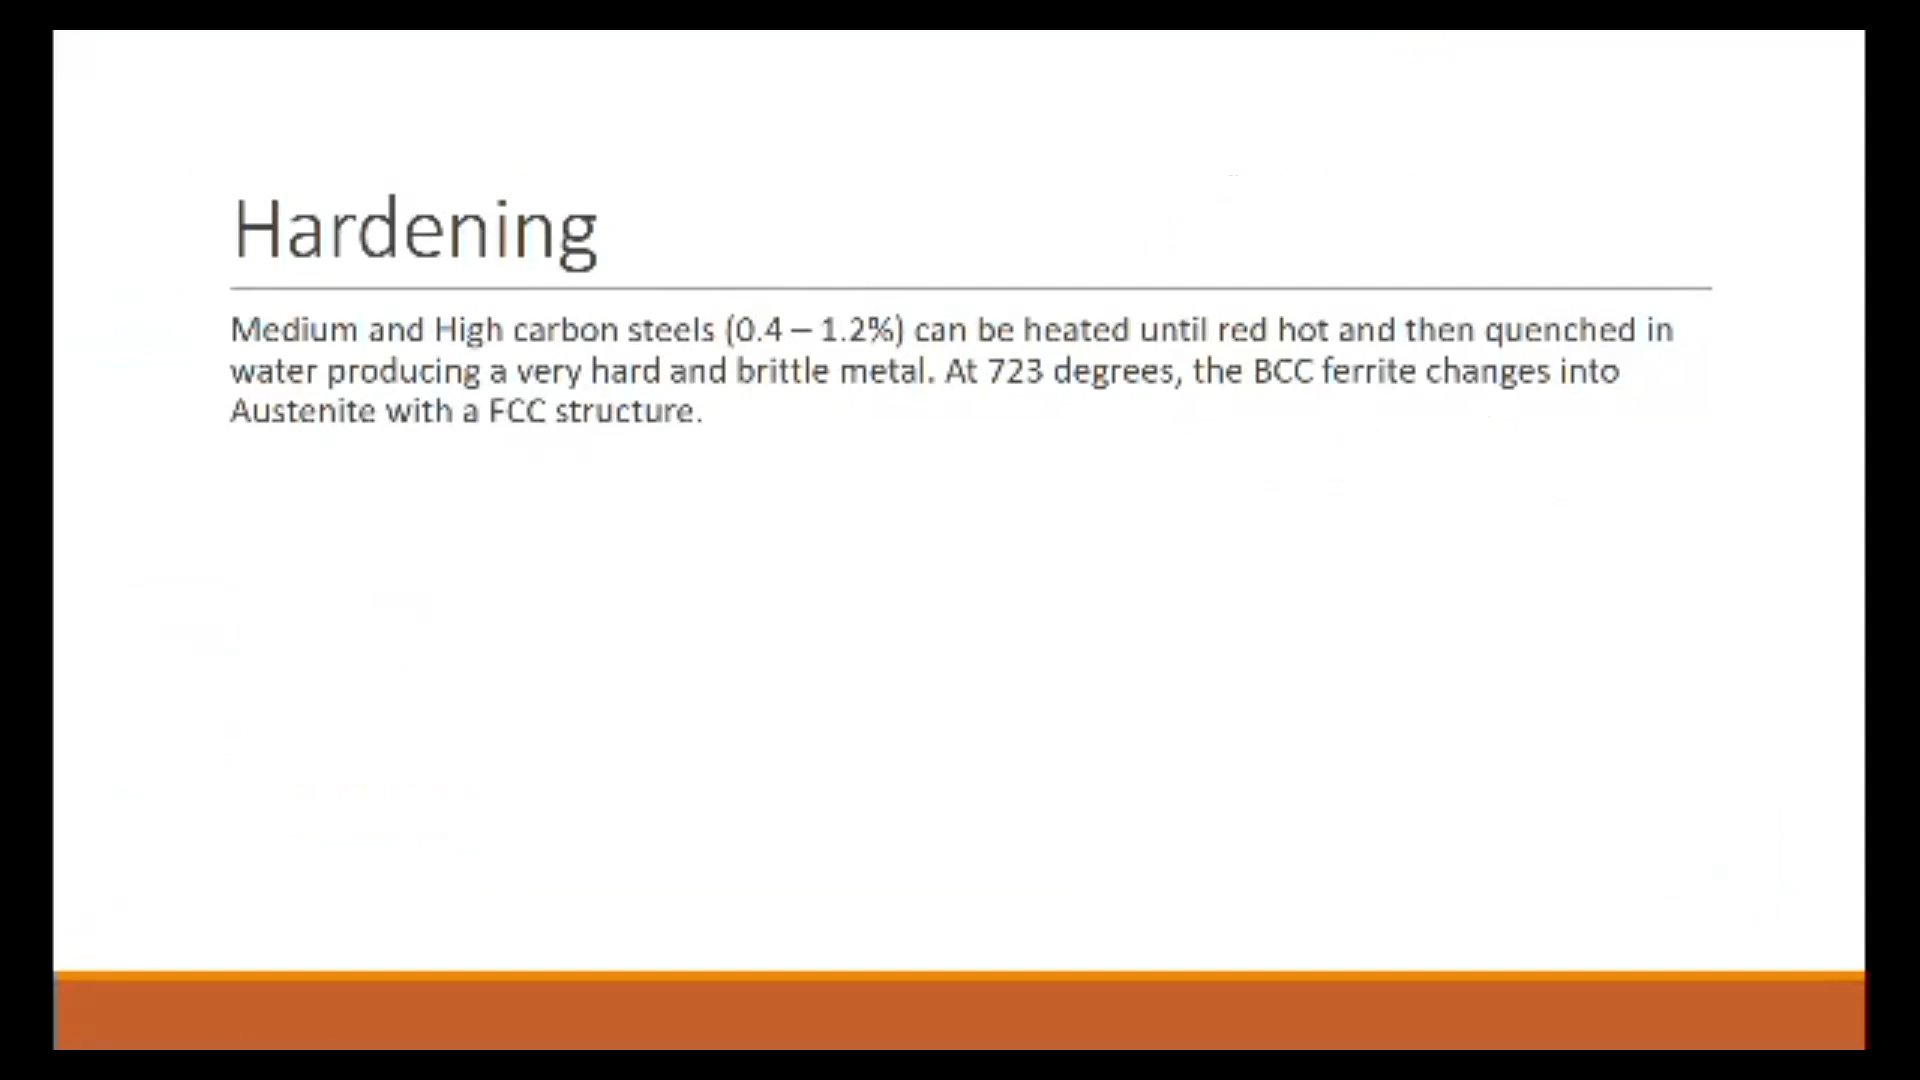 Hardening
Medium and High carbon steels (0.4 – 1.2%) can be heated until red hot and then quenched in
water producing a very hard and brittle metal. At 723 degrees, the BCC ferrite changes into
Austenite with a FCC structure.